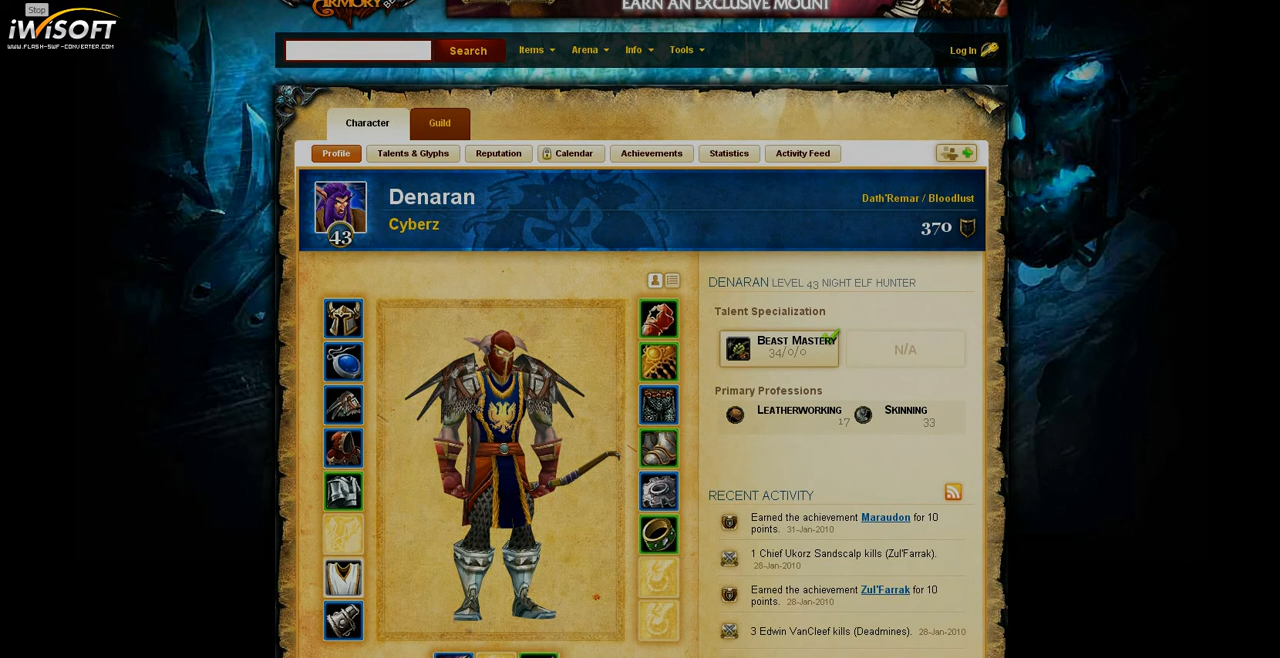 Stop
iWiSOFT
WWW.FLASH-SWF-CONVERTER.COM
ARMORY
EARN AN EXCLUSIVE MOUNT
Search
Items Arena Info Tools
Log In
Character Guild
Profile Talents & Glyphs Reputation Calendar Achievements Statistics Activity Feed
Denaran
Cyberz
43
Dath'Remar / Bloodlust
370
DENARAN LEVEL 43 NIGHT ELF HUNTER
Talent Specialization
BEAST MASTERY
34/0/0
N/A
Primary Professions
LEATHERWORKING
17
SKINNING
33
RECENT ACTIVITY
Earned the achievement Maraudon for 10
points. 31-Jan-2010
1 Chief Ukorz Sandscalp kills (Zul'Farrak).
28-Jan-2010
Earned the achievement Zul'Farrak for 10
points. 28-Jan-2010
3 Edwin VanCleef kills (Deadmines). 28-Jan-2010